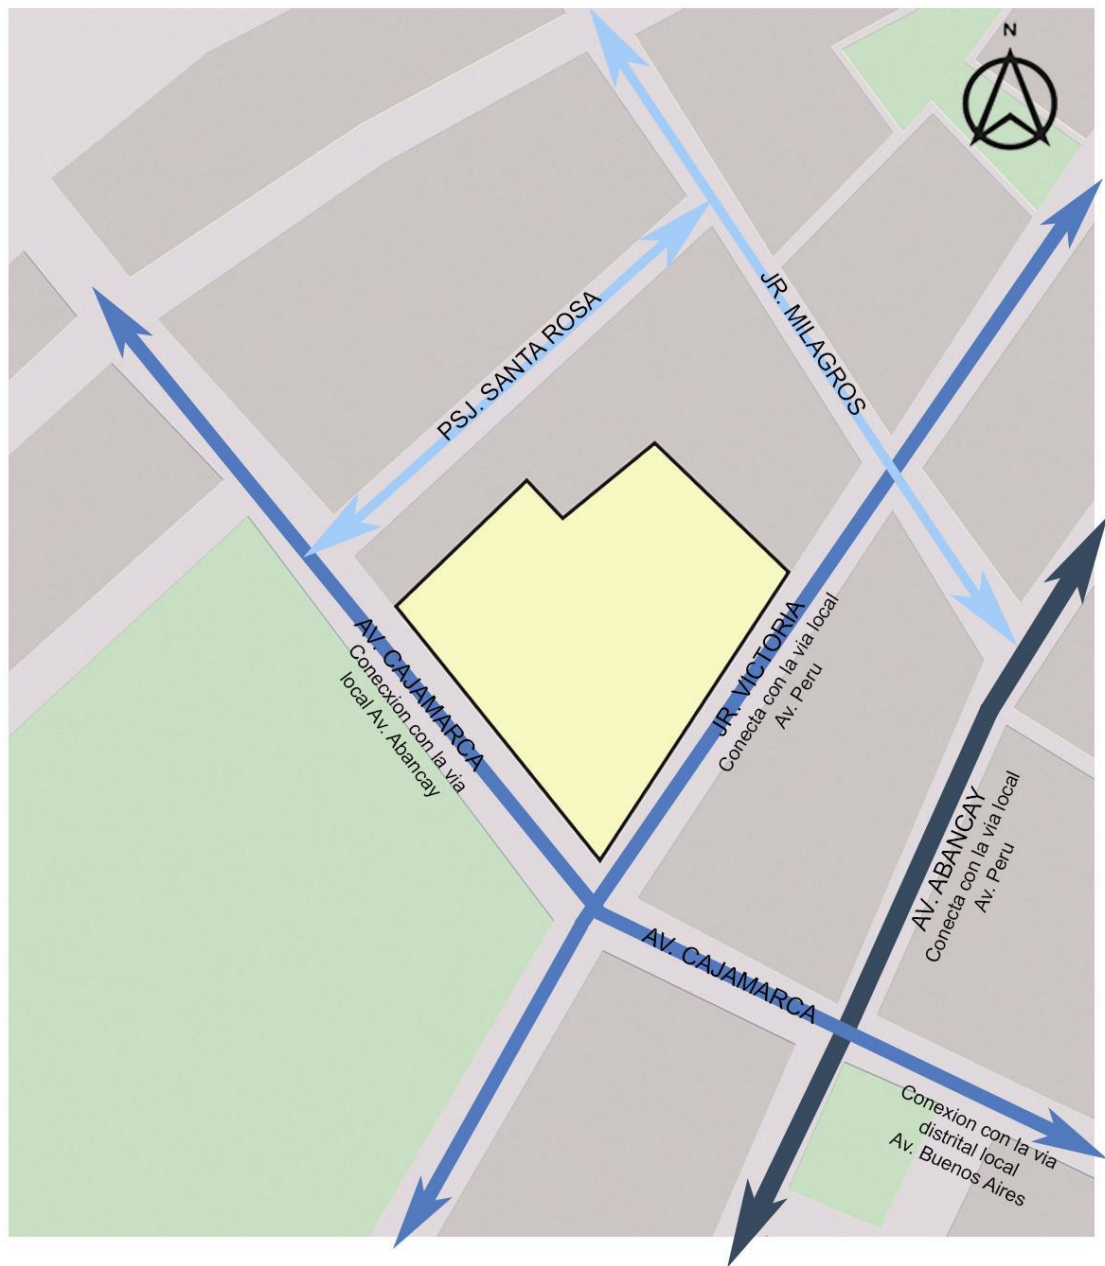 N
PSJ. SANTA ROSA
JR. MILAGROS
AV. CAJAMARCA
Conecxion con la via
local Av. Abancay
JR. VICTORIA
Conecta con la via local
Av. Peru
AV. ABANCAY
Conecta con la via local
Av. Peru
AV. CAJAMARCA
Conexion con la via
distrital local
Av. Buenos Aires